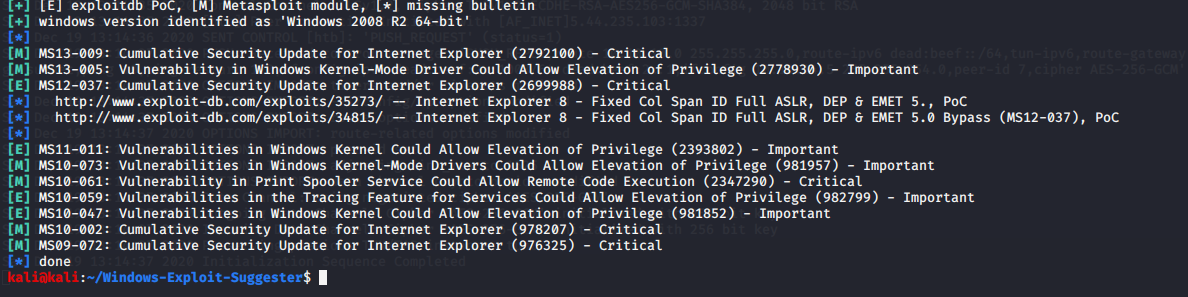 [+] [E] exploitdb PoC, [M] Metasploit module, [*] missing bulletin
[+] windows version identified as 'Windows 2008 R2 64-bit'
[*]
[M] MS13-009: Cumulative Security Update for Internet Explorer (2792100) - Critical
[M] MS13-005: Vulnerability in Windows Kernel-Mode Driver Could Allow Elevation of Privilege (2778930) - Important
[E] MS12-037: Cumulative Security Update for Internet Explorer (2699988) - Critical
[*]   http://www.exploit-db.com/exploits/35273/ -- Internet Explorer 8 - Fixed Col Span ID Full ASLR, DEP & EMET 5., PoC
[*]   http://www.exploit-db.com/exploits/34815/ -- Internet Explorer 8 - Fixed Col Span ID Full ASLR, DEP & EMET 5.0 Bypass (MS12-037), PoC
[*]
[E] MS11-011: Vulnerabilities in Windows Kernel Could Allow Elevation of Privilege (2393802) - Important
[M] MS10-073: Vulnerabilities in Windows Kernel-Mode Drivers Could Allow Elevation of Privilege (981957) - Important
[M] MS10-061: Vulnerability in Print Spooler Service Could Allow Remote Code Execution (2347290) - Critical
[E] MS10-059: Vulnerabilities in the Tracing Feature for Services Could Allow Elevation of Privilege (982799) - Important
[E] MS10-047: Vulnerabilities in Windows Kernel Could Allow Elevation of Privilege (981852) - Important
[M] MS10-002: Cumulative Security Update for Internet Explorer (978207) - Critical
[M] MS09-072: Cumulative Security Update for Internet Explorer (976325) - Critical
[*] done
kali@kali:~/Windows-Exploit-Suggester$